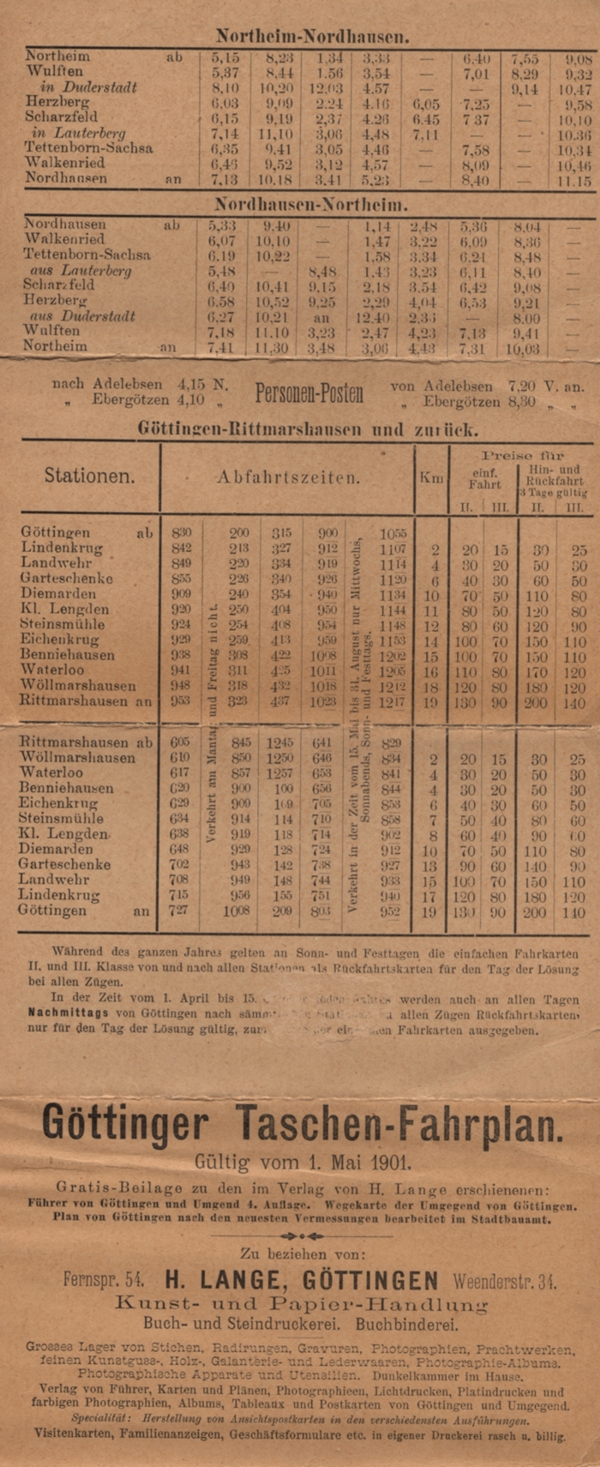 Northeim-Nordhausen.
Northeim ab 5,15 8,23 1,34 3,33 — 6,40 7,55 9,08
Wulften 5,37 8,44 1.56 3,54 — 7,01 8,29 9,32
in Duderstadt 8,10 10,20 12,03 4.57 — — 9,14 10,47
Herzberg 6.03 9,09 2.24 4.16 6,05 7,25 — 9,58
Scharzfeld 6,15 9,19 2,37 4.26 6.45 7 37 — 10,10
in Lauterberg 7,14 11,10 3,06 4,48 7,11 — — 10.36
Tettenborn-Sachsa 6,35 9.41 3,05 4,46 — 7,58 — 10,34
Walkenried 6,46 9,52 3,12 4,57 — 8,09 — 10,46
Nordhausen an 7,13 10.18 3.41 5,23 — 8,40 — 11.15
Nordhausen-Northeim.
Nordhausen ab 5,33 9,40 — 1,14 2,48 5,36 8,04 —
Walkenried 6,07 10,10 — 1,47 3,22 6,09 8,36 —
Tettenborn-Sachsa 6.19 10,22 — 1,58 3,34 6,21 8,48 —
aus Lauterberg 5,48 — 8,48 1.43 3,23 6,11 8,40 —
Scharzfeld 6,40 10,41 9,15 2,18 3,54 6,42 9,08 —
Herzberg 6.58 10,52 9,25 2,29 4,04 6,53 9,21 —
aus Duderstadt 6,27 10,21 an 12,40 2,36 — 8.00 —
Wulften 7,18 11.10 3,23 2,47 4,23 7,13 9,41 —
Northeim an 7,41 11,30 3,48 3,06 4,43 7.31 10,03 —
nach Adelebsen 4,15 N. Personen-Posten von Adelebsen 7,20 V. an.
„ Ebergötzen 4,10 „ „ Ebergötzen 8,30 „ „
Göttingen-Rittmarshausen und zurück.
Stationen. Abfahrtszeiten. Km Preise für
einf. Fahrt Hin- und Rückfahrt 3 Tage gültig
II. III. II. III.
Göttingen ab 830 200 315 900 1055
Lindenkrug 842 213 327 912 1107 2 20 15 30 25
Landwehr 849 220 334 919 1114 4 30 20 50 30
Garteschenke 855 226 340 926 1120 6 40 30 60 50
Diemarden 909 240 354 940 1134 10 70 50 110 80
Kl. Lengden 920 250 404 950 1144 11 80 50 120 80
Steinsmühle 924 254 408 954 1148 12 80 60 120 90
Eichenkrug 929 259 413 959 1153 14 100 70 150 110
Benniehausen 938 308 422 1008 1202 15 100 70 150 110
Waterloo 941 311 425 1011 1205 16 110 80 170 120
Wöllmarshausen 948 318 432 1018 1212 18 120 80 180 120
Rittmarshausen an 953 323 437 1023 1217 19 130 90 200 140
Verkehrt am Mantag und Freitag nicht.
Verkehrt in der Zeit vom 15. Mai bis 31. August nur Mittwochs,
Sonnabends, Sonn- und Festtags.
Rittmarshausen ab 605 845 1245 641 829
Wöllmarshausen 610 850 1250 646 834 2 20 15 30 25
Waterloo 617 857 1257 653 841 4 30 20 50 30
Benniehausen 620 900 100 656 844 4 30 20 50 30
Eichenkrug 629 909 109 705 853 6 40 30 60 50
Steinsmühle 634 914 114 710 858 7 50 40 80 60
Kl. Lengden 638 919 118 714 902 8 60 40 90 60
Diemarden 648 929 128 724 912 10 70 50 110 80
Garteschenke 702 943 142 738 927 13 90 60 140 90
Landwehr 708 949 148 744 933 15 100 70 150 110
Lindenkrug 715 956 155 751 940 17 120 80 180 120
Göttingen an 727 1008 209 803 952 19 130 90 200 140
Während des ganzen Jahres gelten an Sonn- und Festtagen die einfachen Fahrkarten
II. und III. Klasse von und nach allen Stationen als Rückfahrtskarten für den Tag der Lösung
bei allen Zügen.
In der Zeit vom 1. April bis 15. werden auch an allen Tagen
Nachmittags von Göttingen nach allen Zügen Rückfahrtskarten
nur für den Tag der Lösung gültig, Fahrkarten ausgegeben.
Göttinger Taschen-Fahrplan.
Gültig vom 1. Mai 1901.
Gratis-Beilage zu den im Verlag von H. Lange erschienenen:
Führer von Göttingen und Umgend 4. Auflage. Wegekarte der Umgegend von Göttingen.
Plan von Göttingen nach den neuesten Vermessungen bearbeitet im Stadtbauamt.
Zu beziehen von:
Fernspr. 54. H. LANGE, GÖTTINGEN Weenderstr. 34.
Kunst- und Papier-Handlung
Buch- und Steindruckerei. Buchbinderei.
Grosses Lager von Stichen, Radirungen, Gravuren, Photographien, Prachtwerken,
feinen Kunstguss-, Holz-, Galanterie- und Lederwaaren, Photographie-Albums.
Photographische Apparate und Utensilien. Dunkelkammer im Hause.
Verlag von Führer, Karten und Plänen, Photographieen, Lichtdrucken, Platindrucken und
farbigen Photographien, Albums, Tableaux und Postkarten von Göttingen und Umgegend.
Specialität: Herstellung von Ansichtspostkarten in den verschiedensten Ausführungen.
Visitenkarten, Familienanzeigen, Geschäftsformulare etc. in eigener Druckerei rasch u. billig.